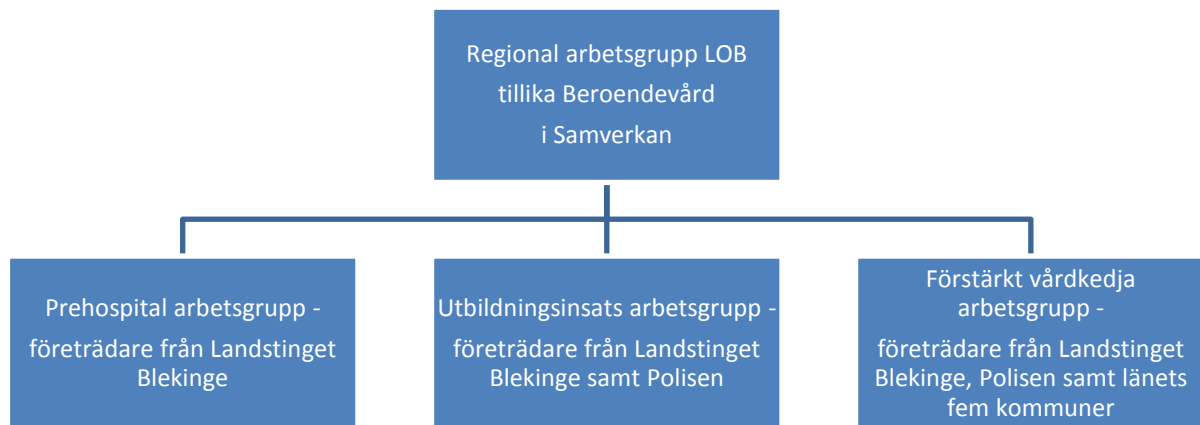 Regional arbetsgrupp LOB
tillika Beroendevård
i Samverkan
Prehospital arbetsgrupp -
företrädare från Landstinget
Blekinge
Utbildningsinsats arbetsgrupp -
företrädare från Landstinget
Blekinge samt Polisen
Förstärkt vårdkedja
arbetsgrupp -
företrädare från Landstinget
Blekinge, Polisen samt länets
fem kommuner